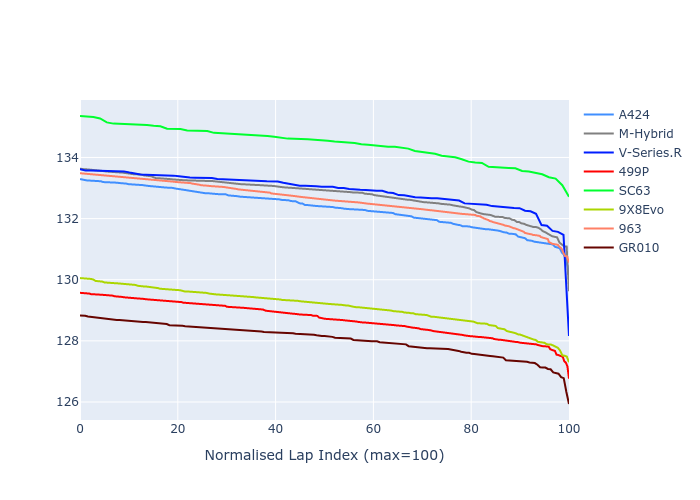 A424
M-Hybrid
V-Series.R
499P
SC63
9X8Evo
963
GR010
134
132
130
128
126
0 20 40 60 80 100
Normalised Lap Index (max=100)